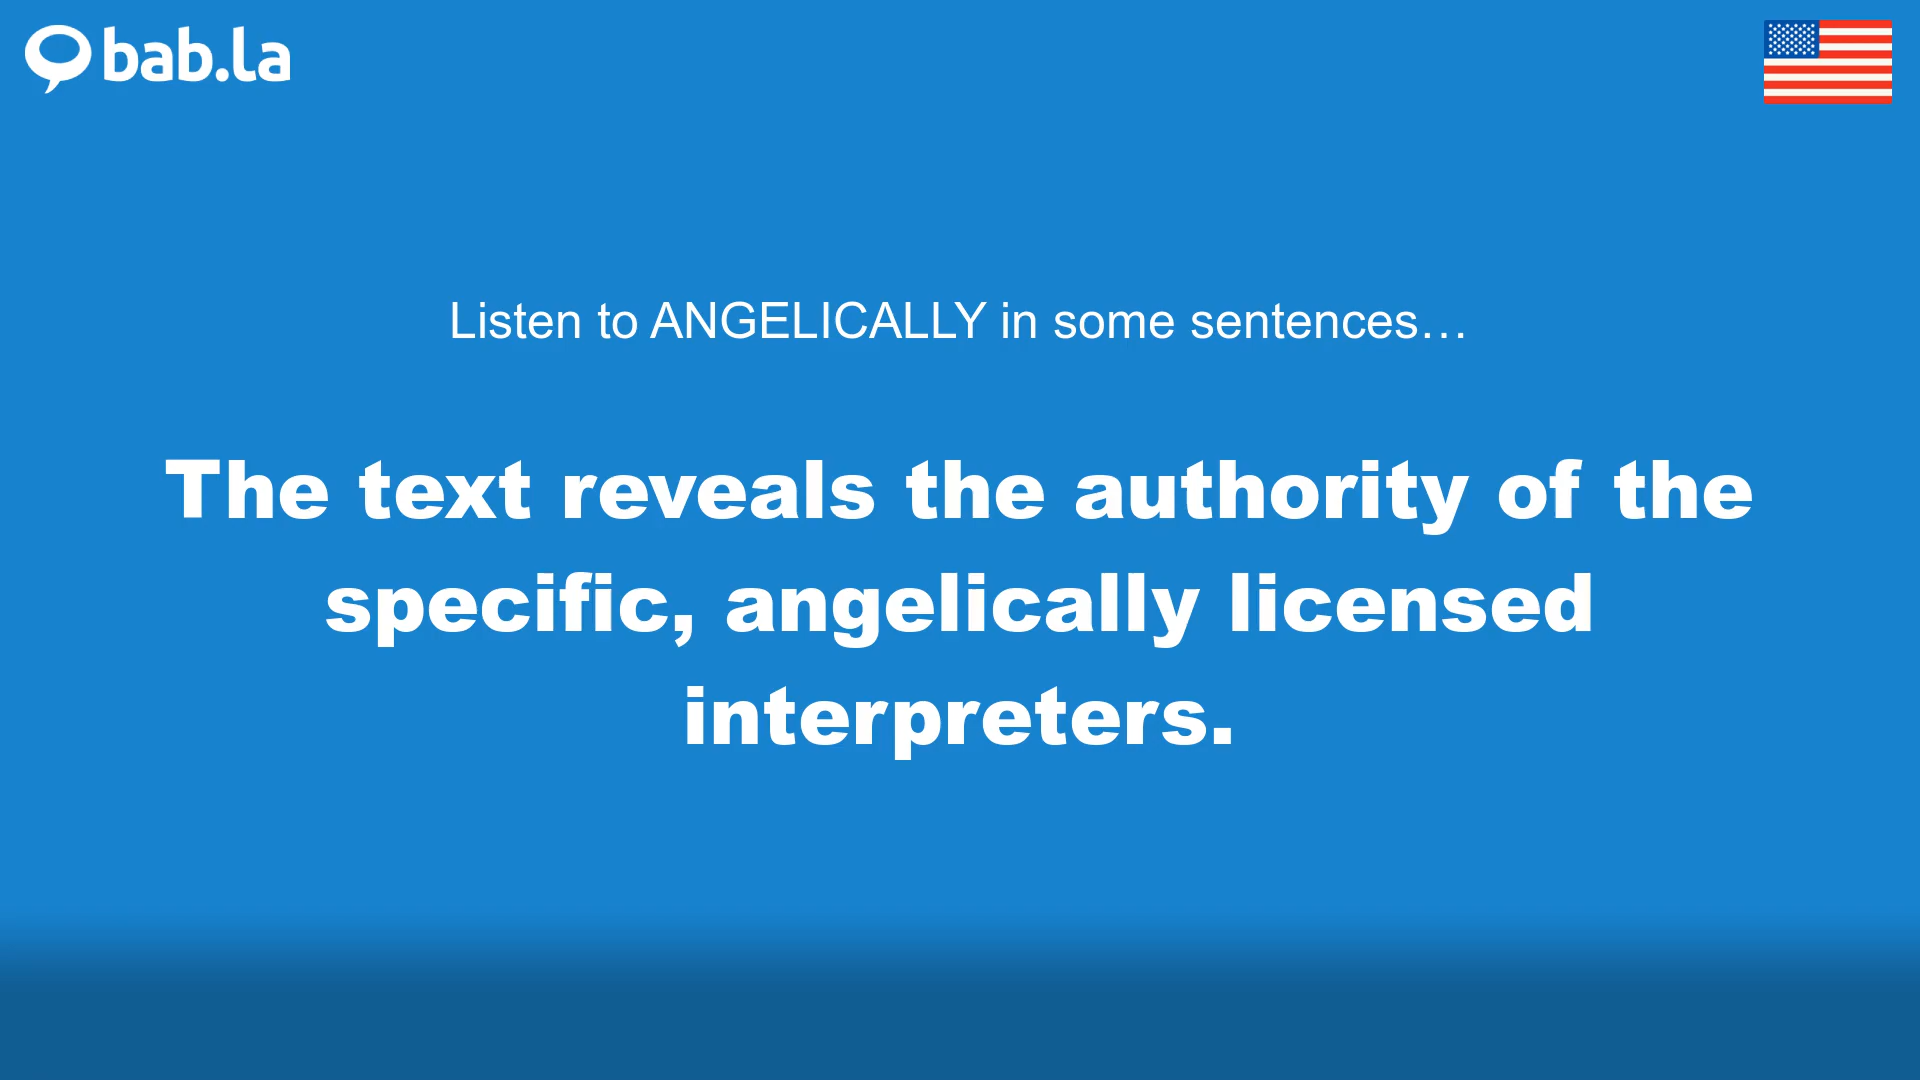 bab.la
Listen to ANGELICALLY in some sentences…
The text reveals the authority of the
specific, angelically licensed
interpreters.